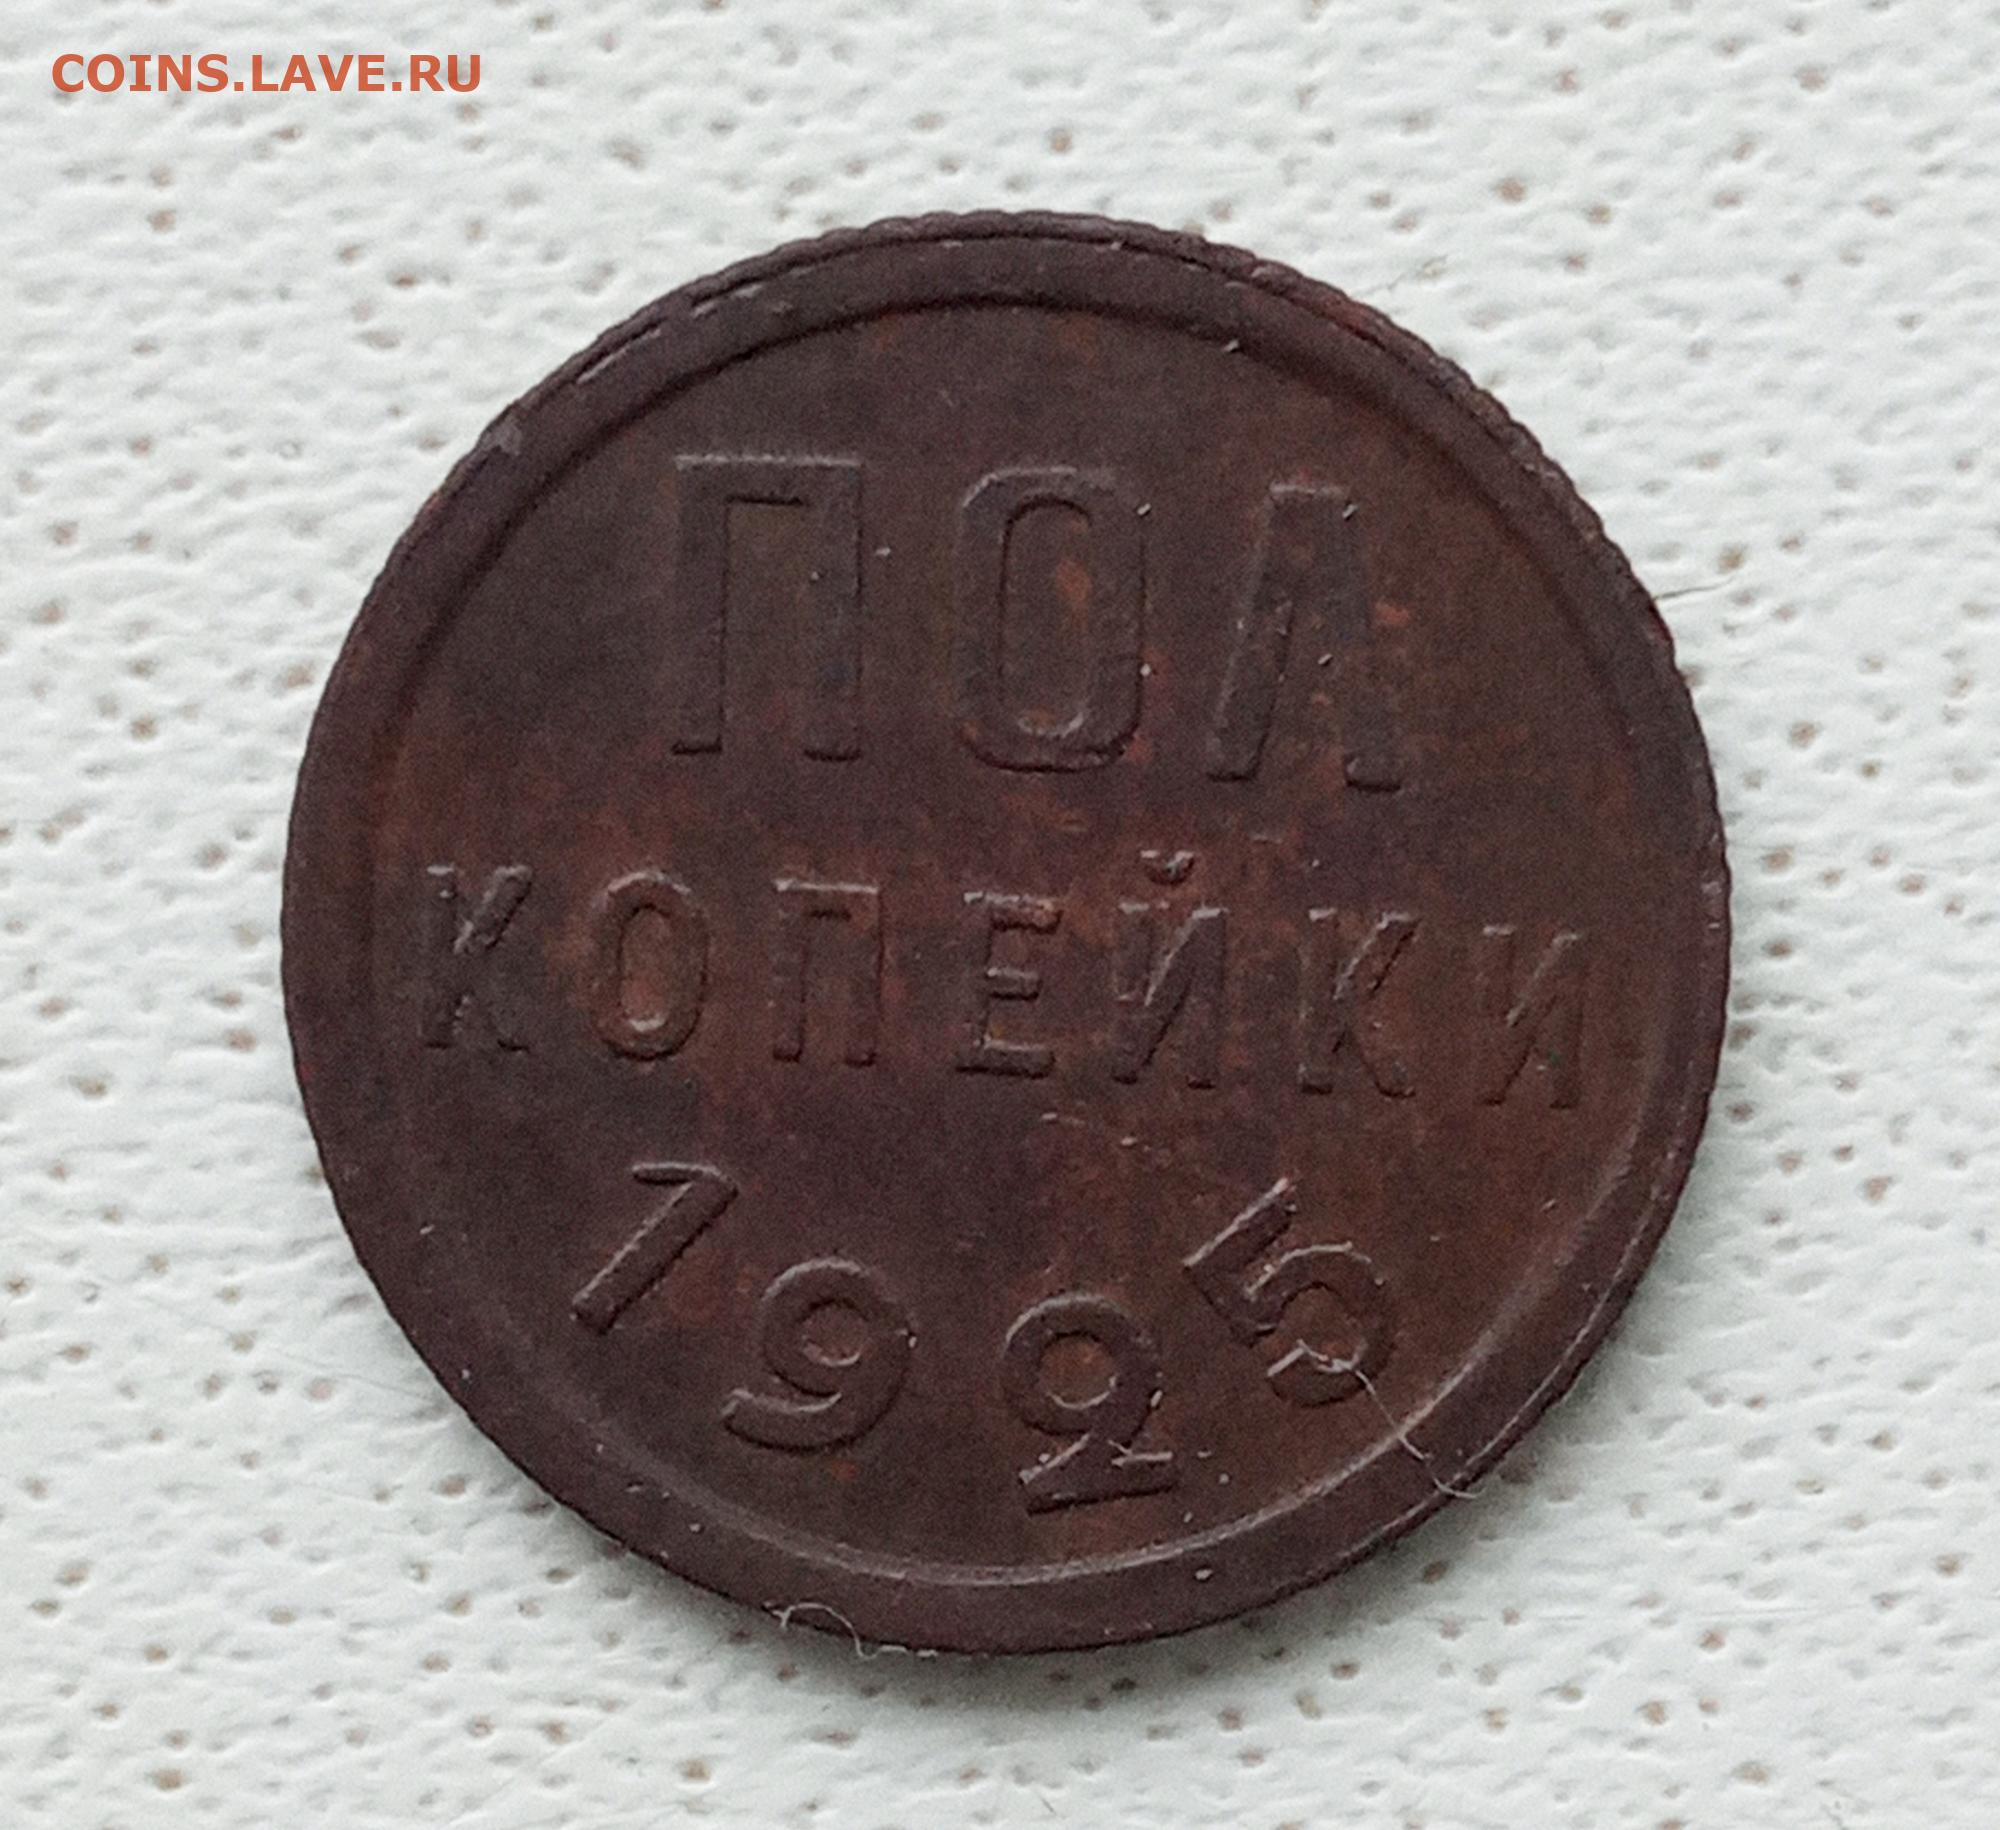 COINS.LAVE.RU
ПОЛ
КОПЕЙКИ
1925